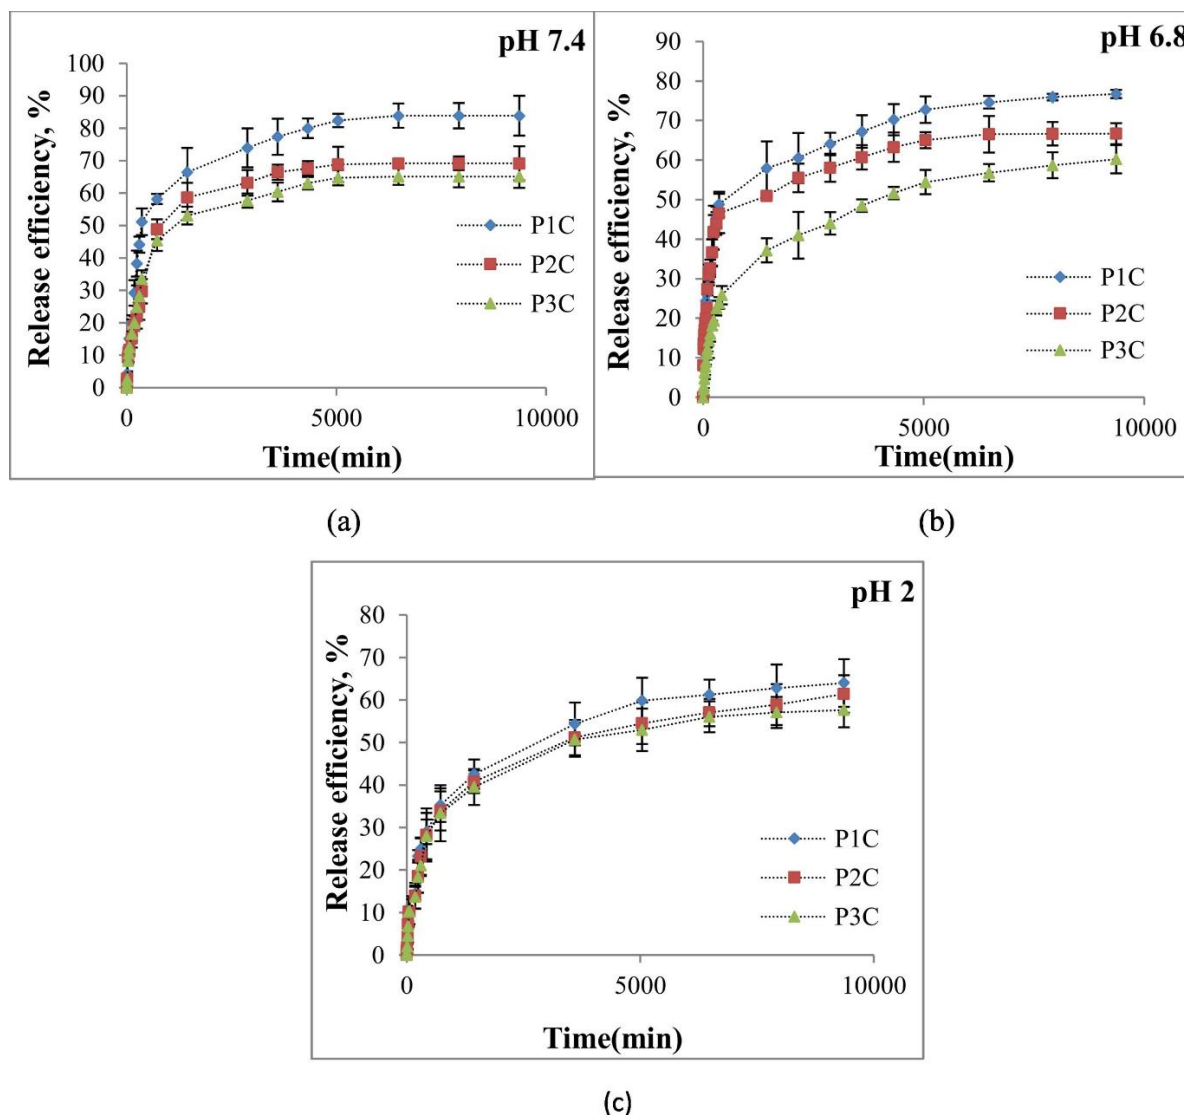 pH 7.4
100
90
80
70
60
50
40
30
20
10
0
Release efficiency, %
P1C
P2C
P3C
0
5000
10000
Time(min)
(a)
pH 6.8
90
80
70
60
50
40
30
20
10
0
Release efficiency, %
P1C
P2C
P3C
0
5000
10000
Time(min)
(b)
pH 2
80
70
60
50
40
30
20
10
0
Release efficiency, %
P1C
P2C
P3C
0
5000
10000
Time(min)
(c)